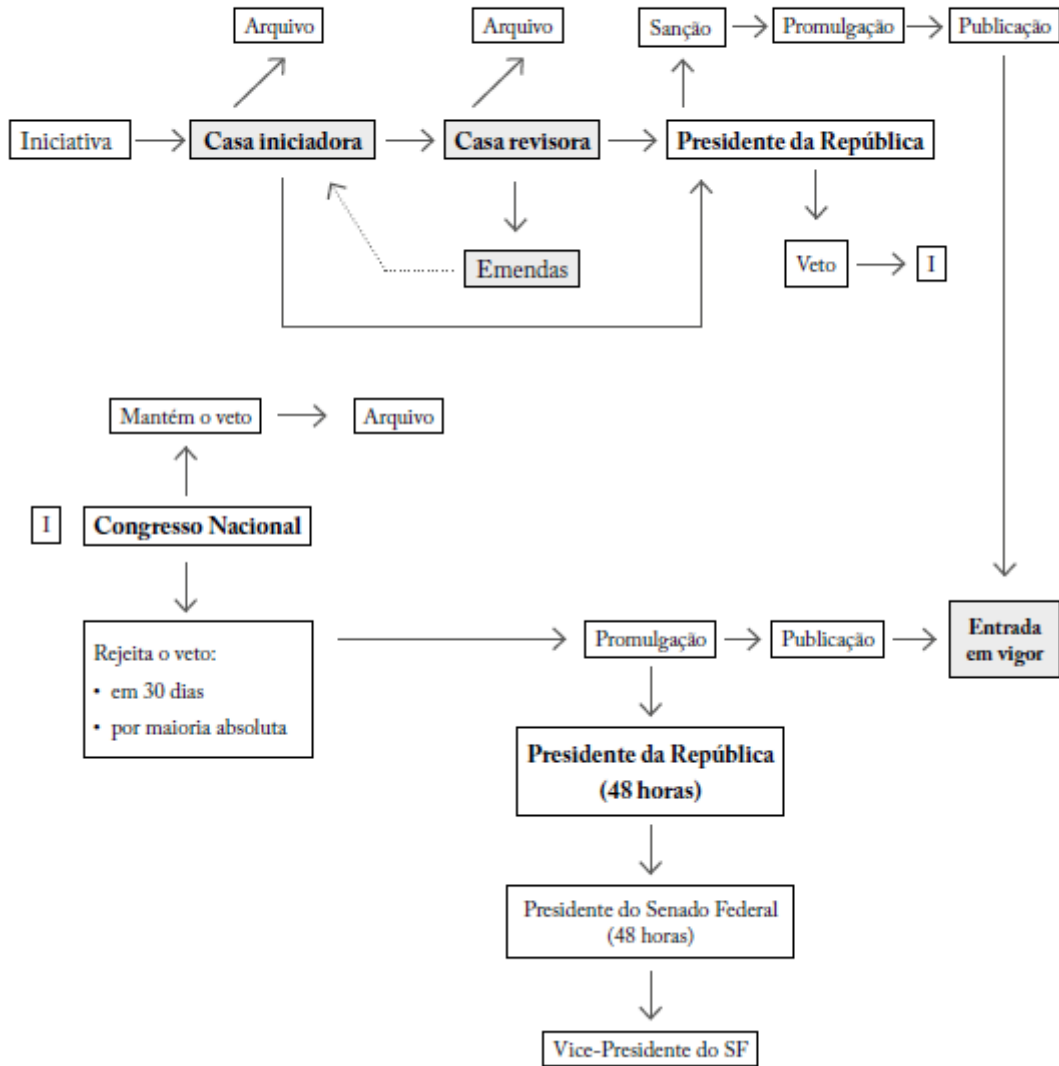 Arquivo
Arquivo
Sanção
Promulgação
Publicação
Iniciativa
Casa iniciadora
Casa revisora
Presidente da República
Emendas
Veto
I
Mantém o veto
Arquivo
I
Congresso Nacional
Rejeita o veto:
• em 30 dias
• por maioria absoluta
Promulgação
Publicação
Entrada
em vigor
Presidente da República
(48 horas)
Presidente do Senado Federal
(48 horas)
Vice-Presidente do SF